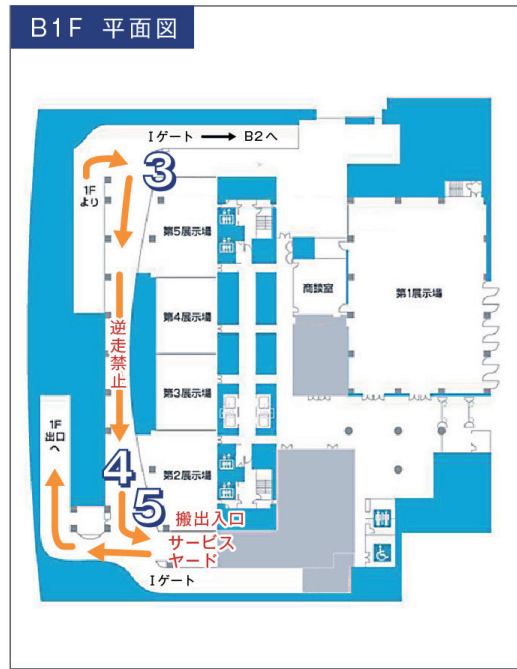 B1F 平面図
Iゲート → B2へ
3
1F
より
第5展示場
商談室
第1展示場
第4展示場
逆走禁止
第3展示場
1F
出口
へ
4
第2展示場
5
搬出入口
サービス
ヤード
Iゲート